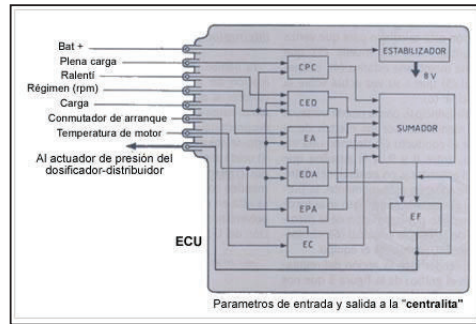 Bat +
Plena carga
Ralentí
Régimen (rpm)
Carga
Conmutador de arranque
Temperatura de motor
Al actuador de presión del
dosificador-distribuidor
ECU
ESTABILIZADOR
8 V
CPC
CED
EA
EDA
EPA
EC
SUMADOR
EF
Parametros de entrada y salida a la "centralita"